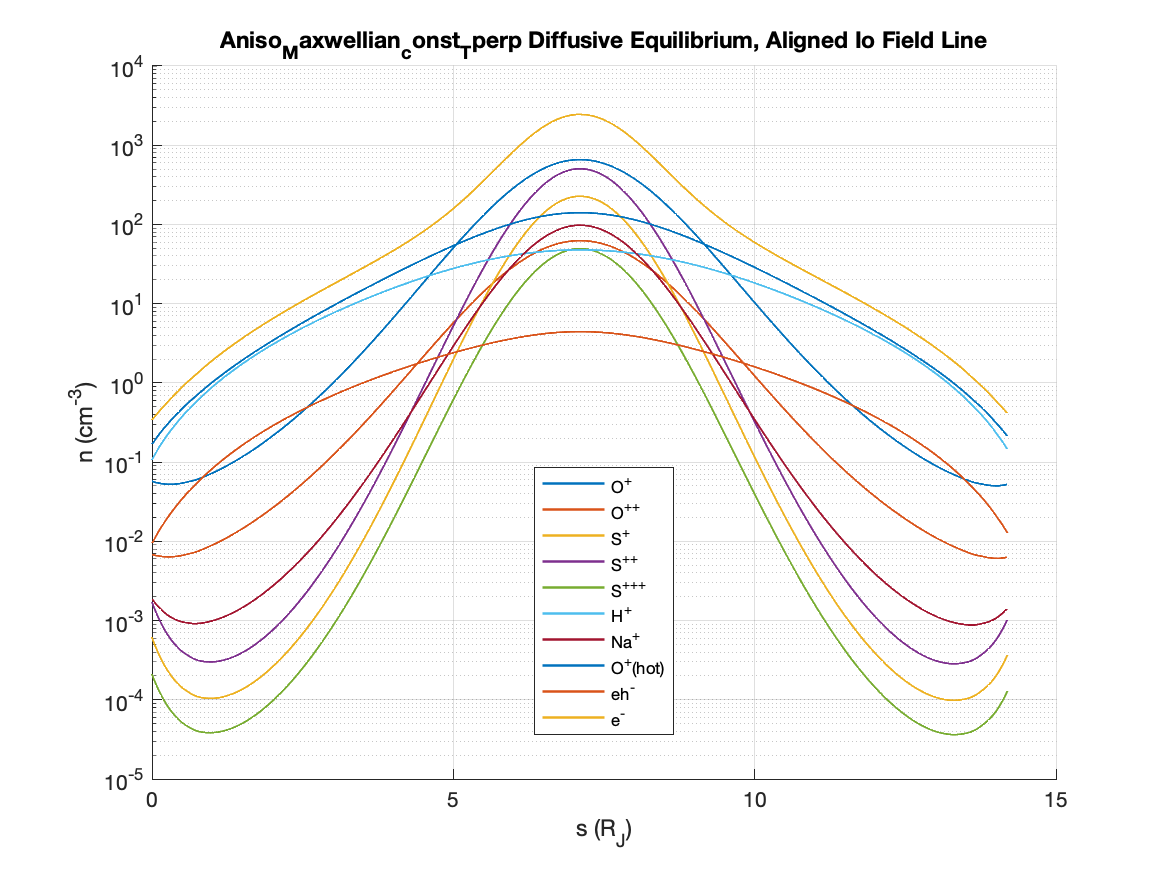 Aniso_Maxwellian_const_Tperp Diffusive Equilibrium, Aligned Io Field Line
10^4
10^3
10^2
10^1
10^0
10^-1
10^-2
10^-3
10^-4
10^-5
n (cm^-3)
O^+
O^++
S^+
S^++
S^+++
H^+
Na^+
O^+(hot)
eh^-
e^-
0 5 10 15
s (R_J)